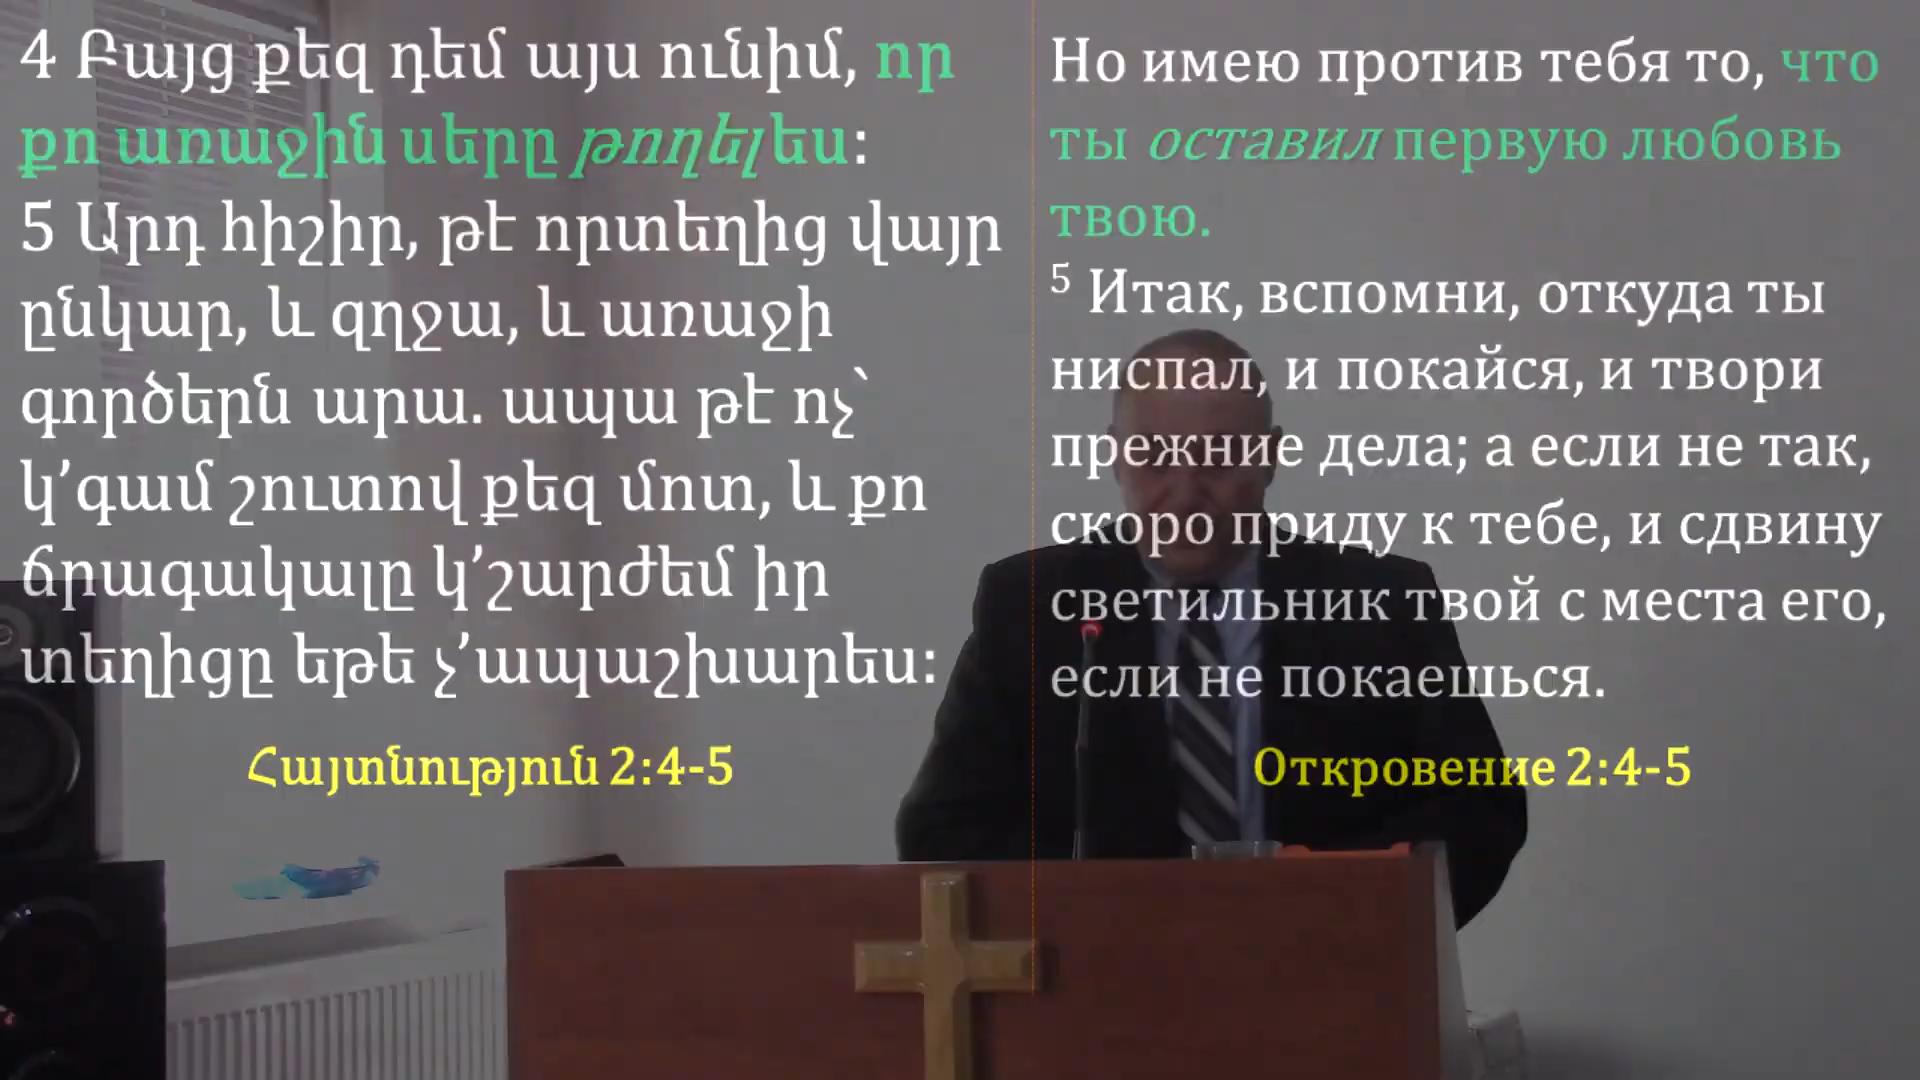 4 Բայց քեզ դեմ այս ունիմ, որ
քո առաջին սերը թողել ես:
5 Արդ հիշիր, թէ որտեղից վայր
ընկար, և զղջա, և առաջի
գործերն արա. ապա թէ ոչ՝
կ’գամ շուտով քեզ մոտ, և քո
ճրագակալը կ’շարժեմ իր
տեղիցը եթե չ’ապաշխարես:
Հայտնություն 2:4-5
Но имею против тебя то, что
ты оставил первую любовь
твою.
⁵ Итак, вспомни, откуда ты
ниспал, и покайся, и твори
прежние дела; а если не так,
скоро приду к тебе, и сдвину
светильник твой с места его,
если не покаешься.
Откровение 2:4-5